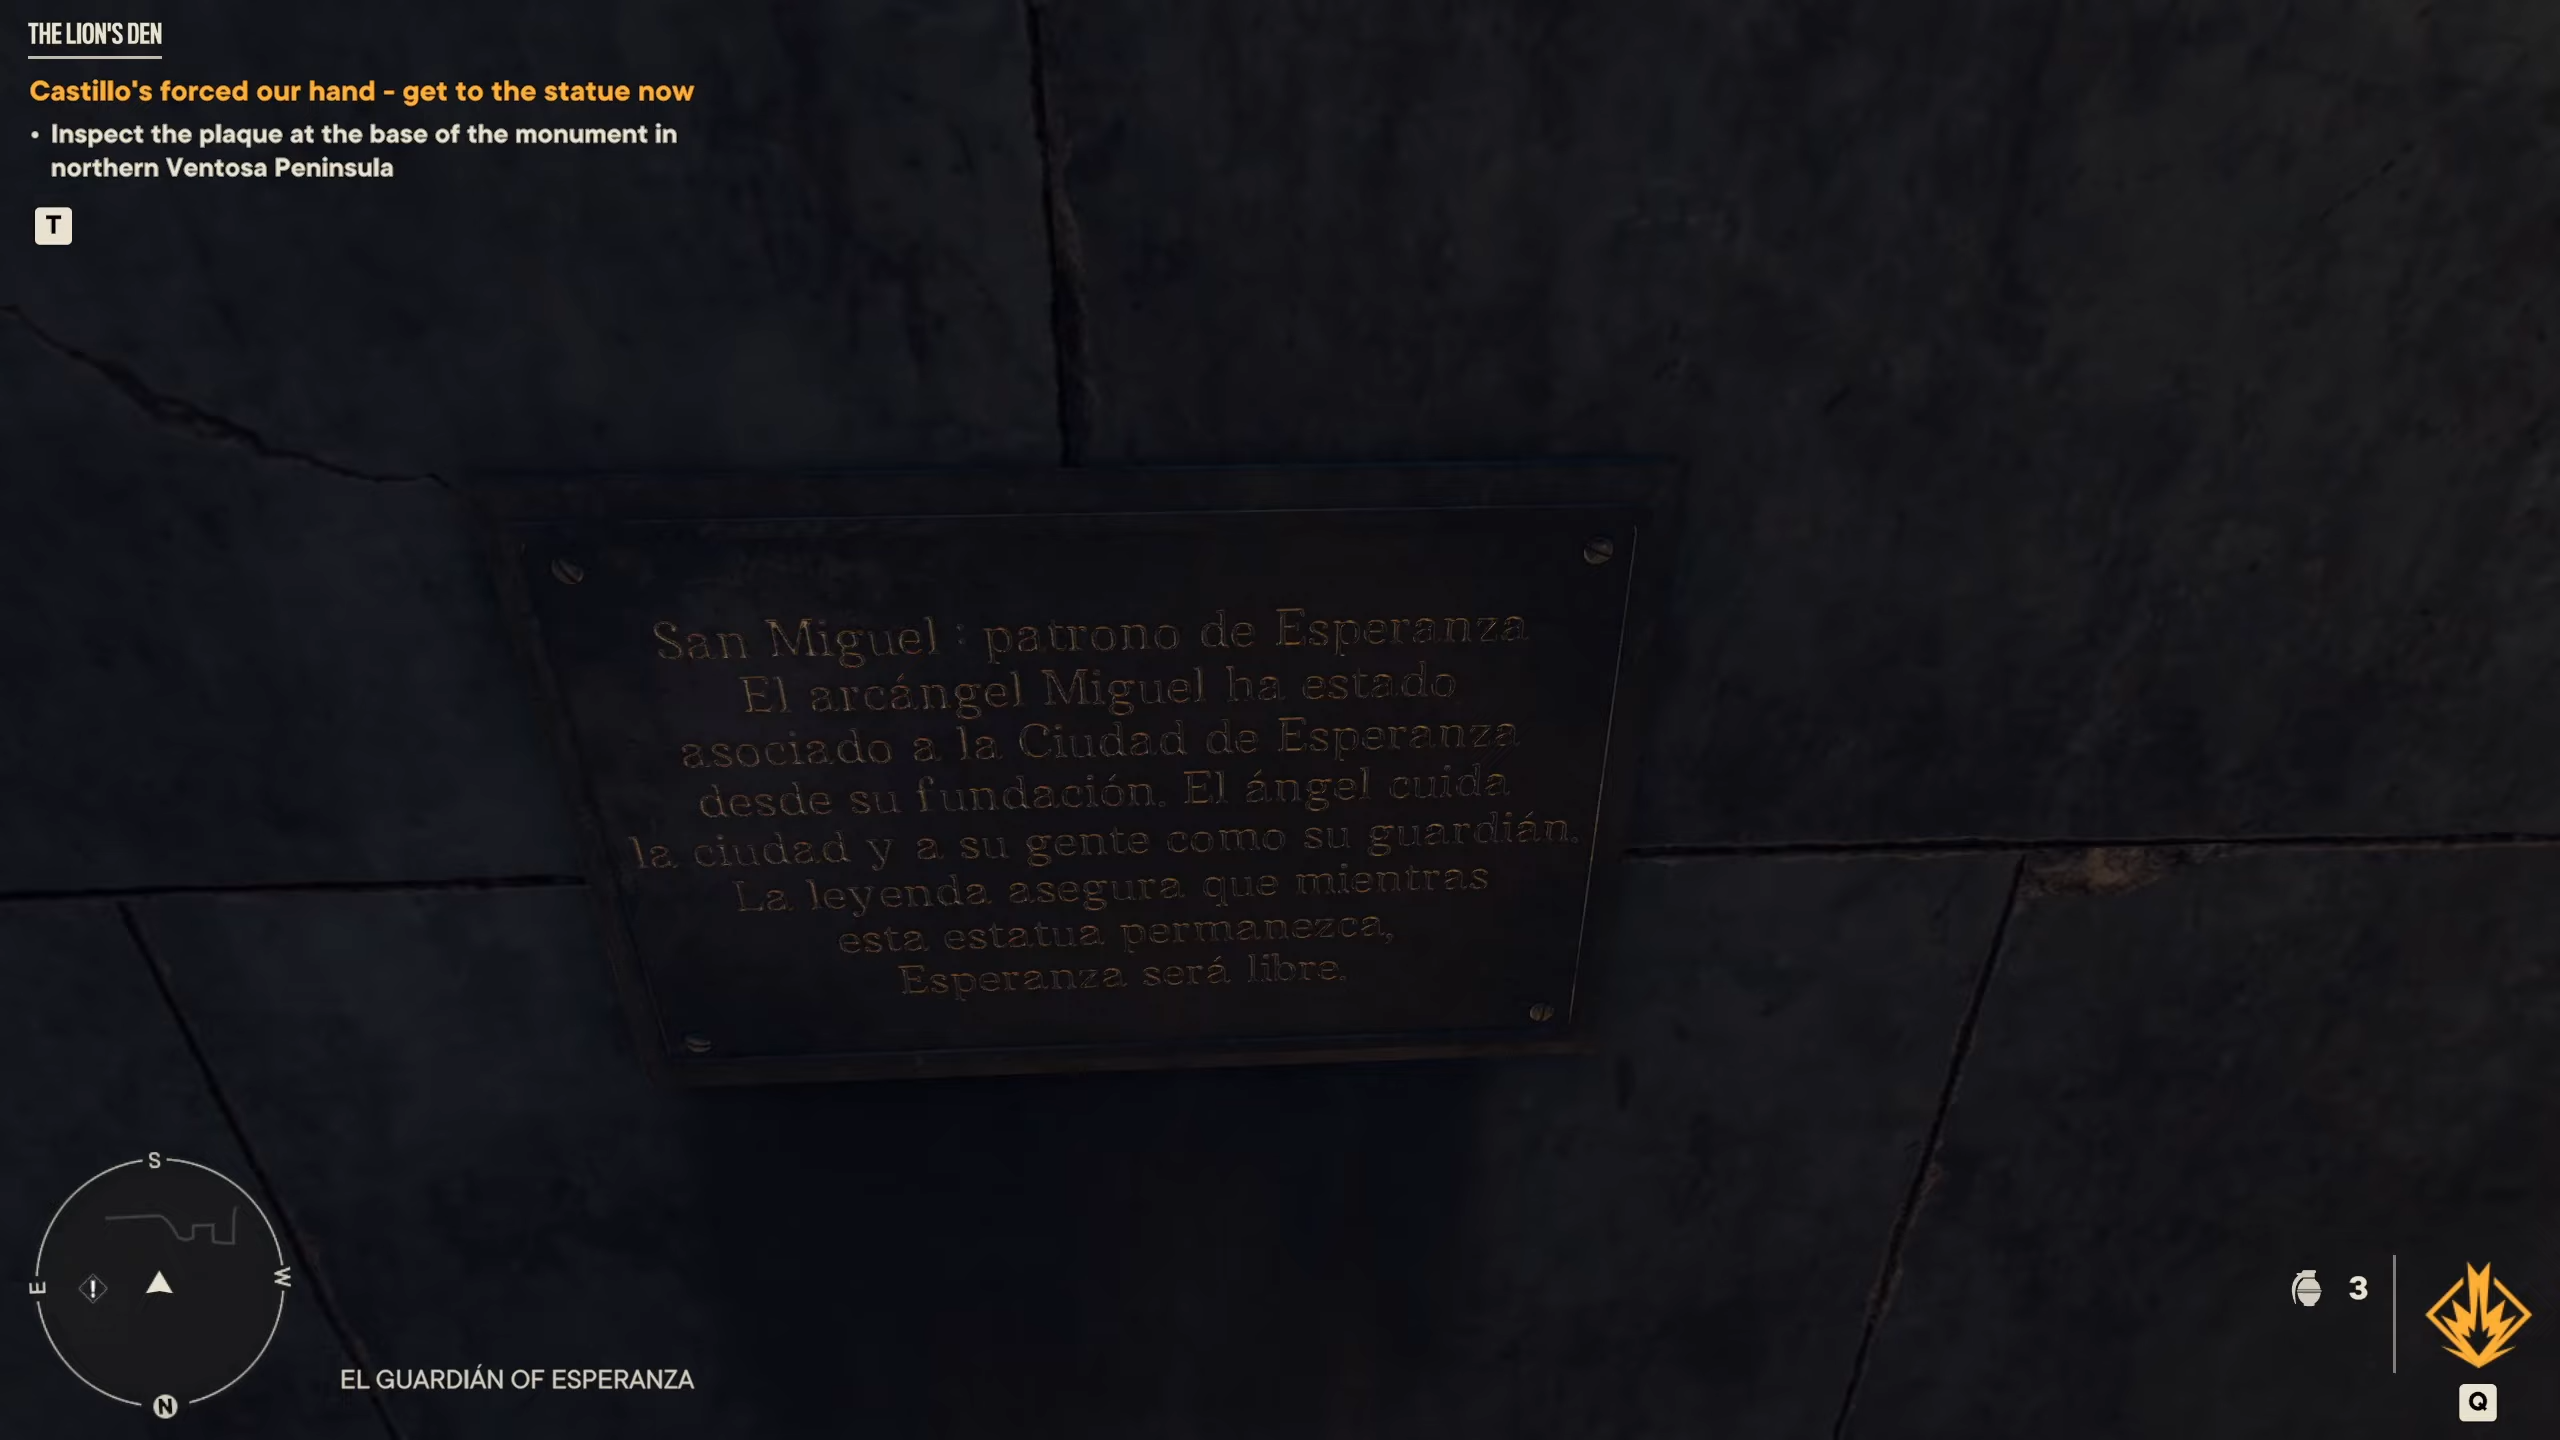 THE LION'S DEN
Castillo's forced our hand - get to the statue now
• Inspect the plaque at the base of the monument in
northern Ventosa Peninsula
T
San Miguel : patrono de Esperanza
El arcángel Miguel ha estado
asociado a la Ciudad de Esperanza
desde su fundación. El ángel cuida
la ciudad y a su gente como su guardián.
La leyenda asegura que mientras
esta estatua permanezca,
Esperanza será libre.
S
E
!
W
N
EL GUARDIÁN OF ESPERANZA
3
Q